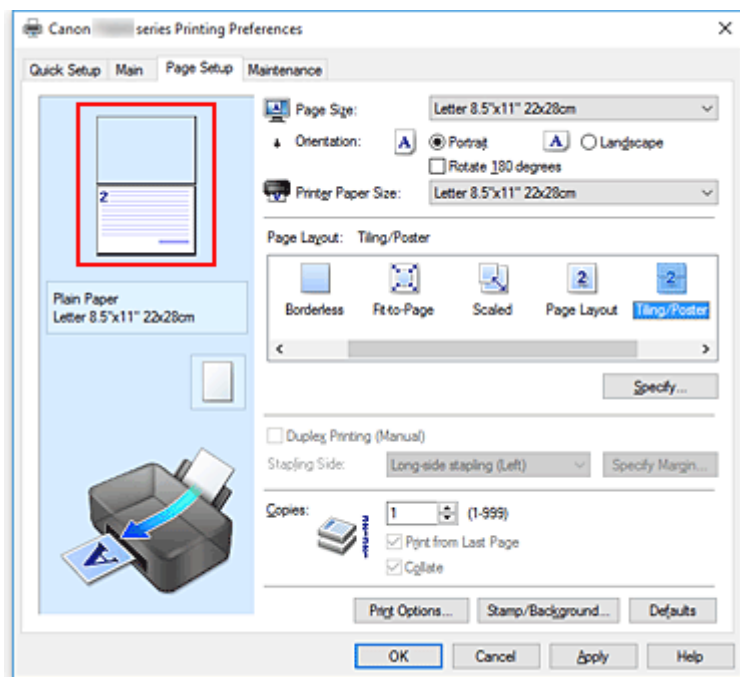 Canon series Printing Preferences
Quick Setup Main Page Setup Maintenance
Page Size: Letter 8.5"x11" 22x28cm
Orientation: A Portrait A Landscape
Rotate 180 degrees
Printer Paper Size: Letter 8.5"x11" 22x28cm
2
Page Layout: Tiling/Poster
2 2
Borderless Fit-to-Page Scaled Page Layout Tiling/Poster
Plain Paper
Letter 8.5"x11" 22x28cm
Specify...
Duplex Printing (Manual)
Stapling Side: Long-side stapling (Left) Specify Margin...
Copies: 1 (1-999)
Print from Last Page
Collate
A
Print Options... Stamp/Background... Defaults
OK Cancel Apply Help